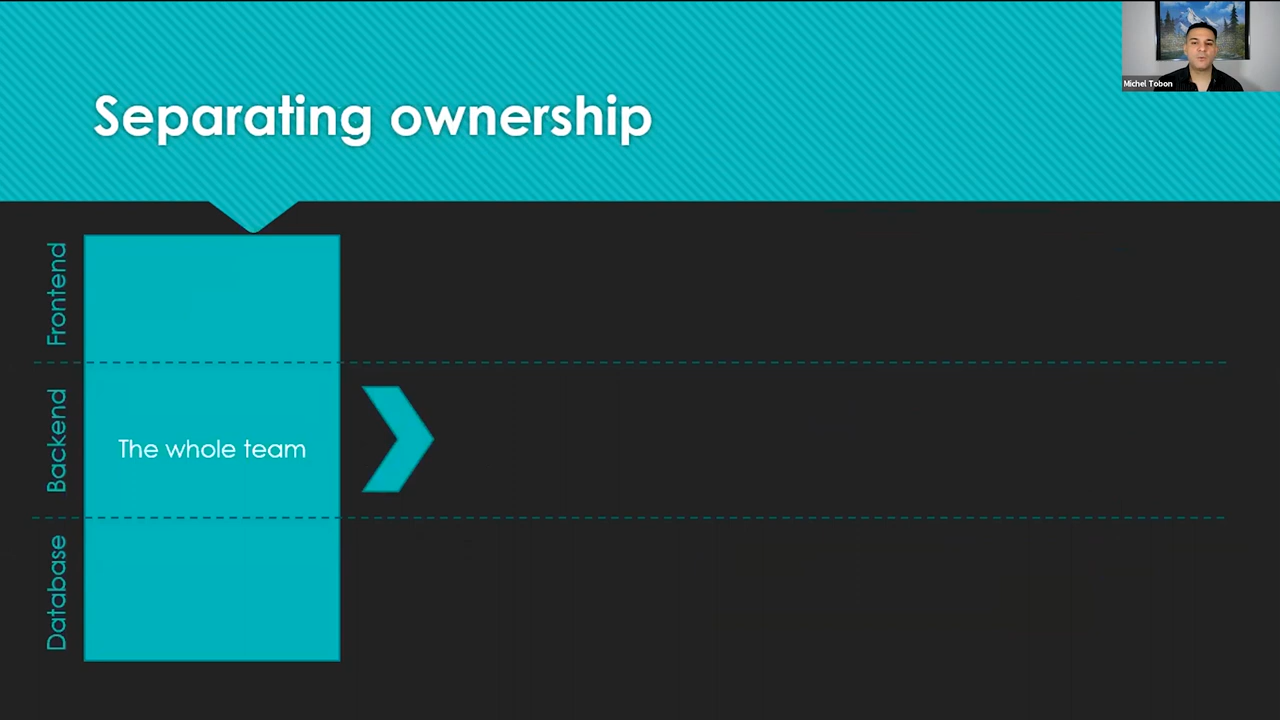 Separating ownership
Michel Tobon
Frontend
Backend
The whole team
Database